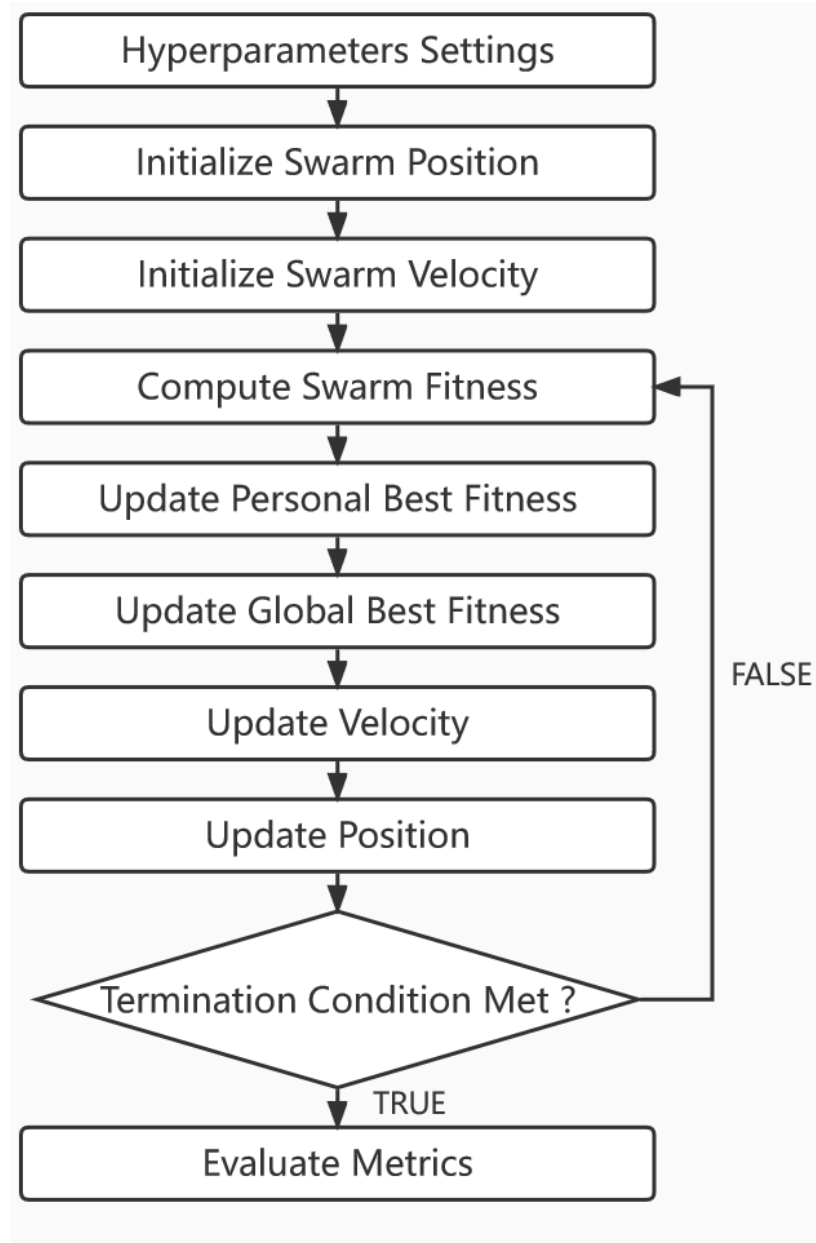 Hyperparameters Settings
Initialize Swarm Position
Initialize Swarm Velocity
Compute Swarm Fitness
Update Personal Best Fitness
Update Global Best Fitness
FALSE
Update Velocity
Update Position
Termination Condition Met ?
TRUE
Evaluate Metrics